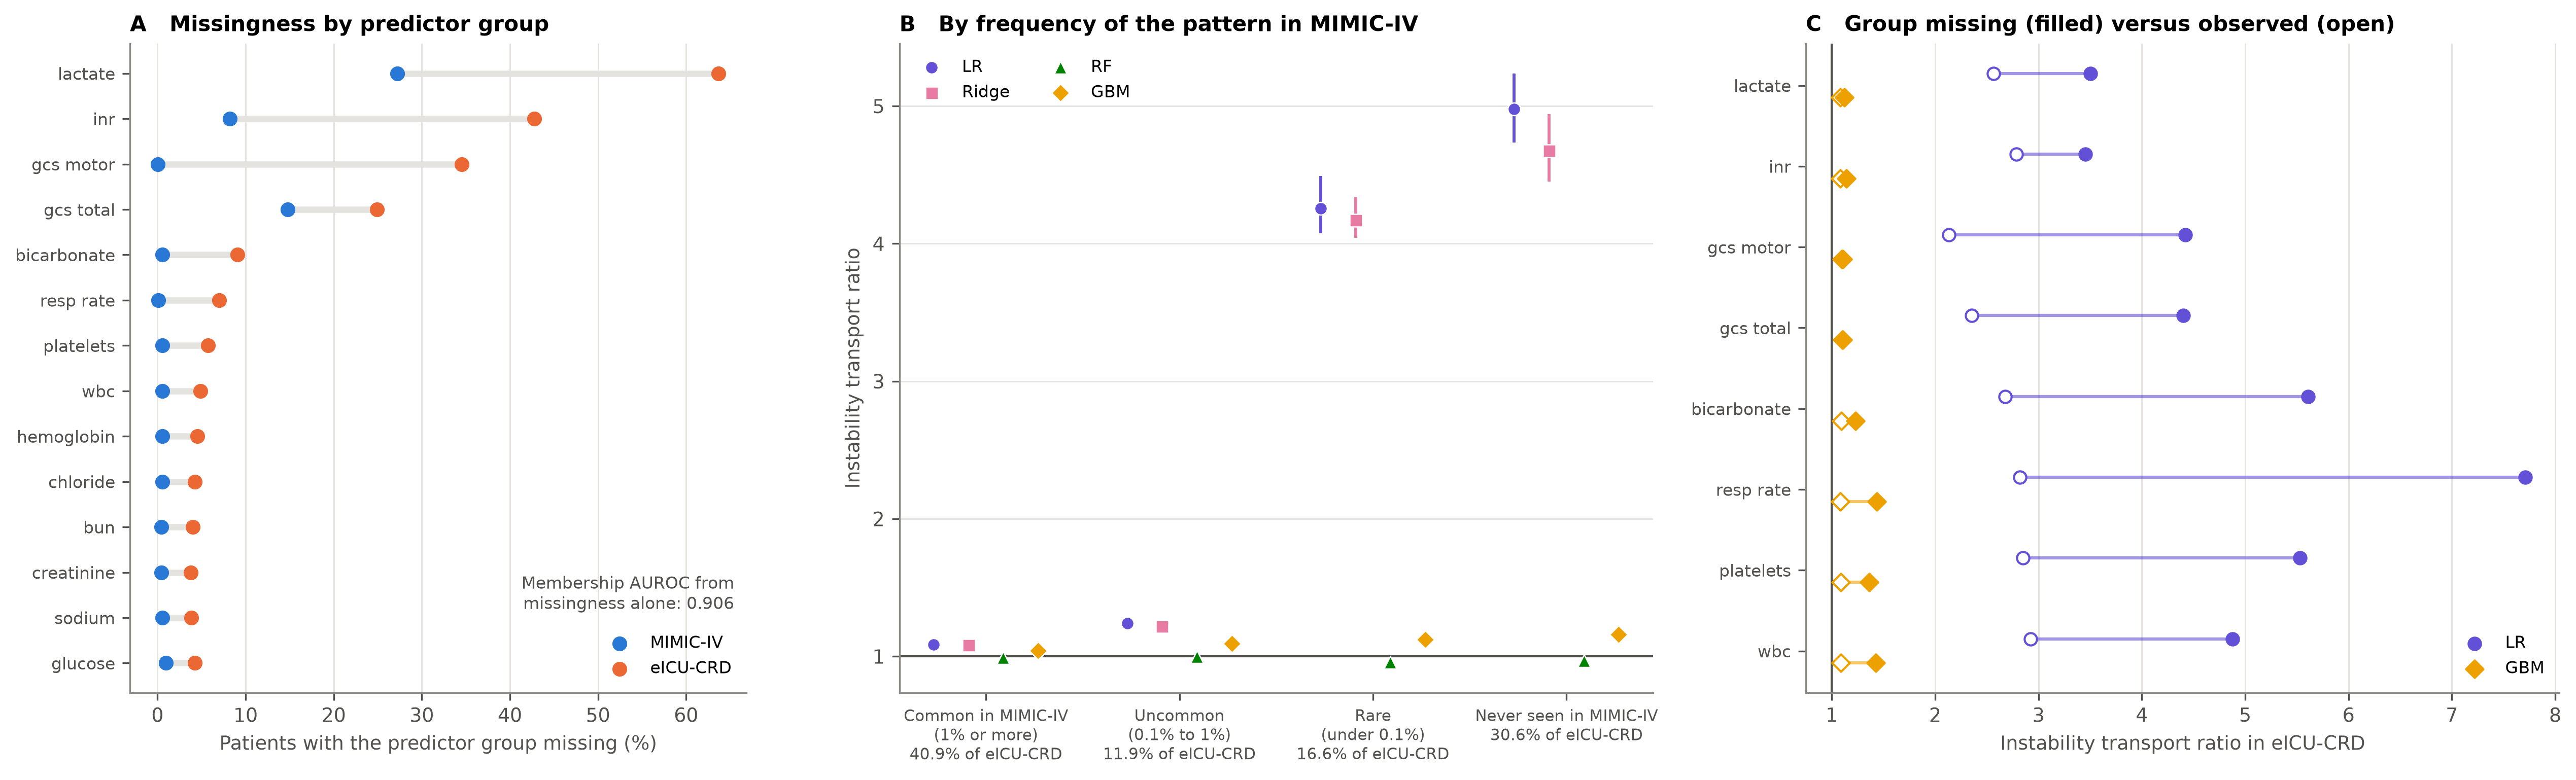 A Missingness by predictor group
lactate
inr
gcs motor
gcs total
bicarbonate
resp rate
platelets
wbc
hemoglobin
chloride
bun
creatinine
sodium
glucose
Membership AUROC from
missingness alone: 0.906
MIMIC-IV
eICU-CRD
0 10 20 30 40 50 60
Patients with the predictor group missing (%)
B By frequency of the pattern in MIMIC-IV
LR RF
Ridge GBM
Instability transport ratio
5
4
3
2
1
Common in MIMIC-IV
(1% or more)
40.9% of eICU-CRD
Uncommon
(0.1% to 1%)
11.9% of eICU-CRD
Rare
(under 0.1%)
16.6% of eICU-CRD
Never seen in MIMIC-IV
30.6% of eICU-CRD
C Group missing (filled) versus observed (open)
lactate
inr
gcs motor
gcs total
bicarbonate
resp rate
platelets
wbc
LR
GBM
1 2 3 4 5 6 7 8
Instability transport ratio in eICU-CRD